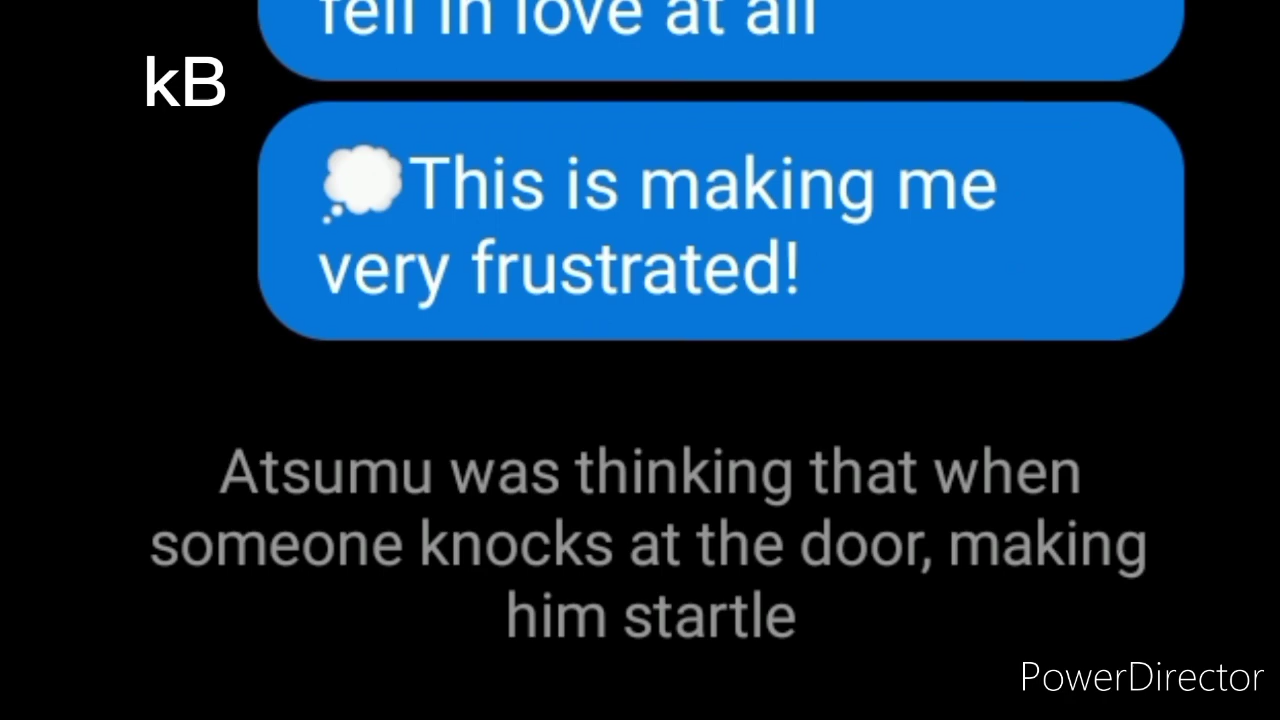 fell in love at all
kB
💭This is making me
very frustrated!
Atsumu was thinking that when
someone knocks at the door, making
him startle
PowerDirector